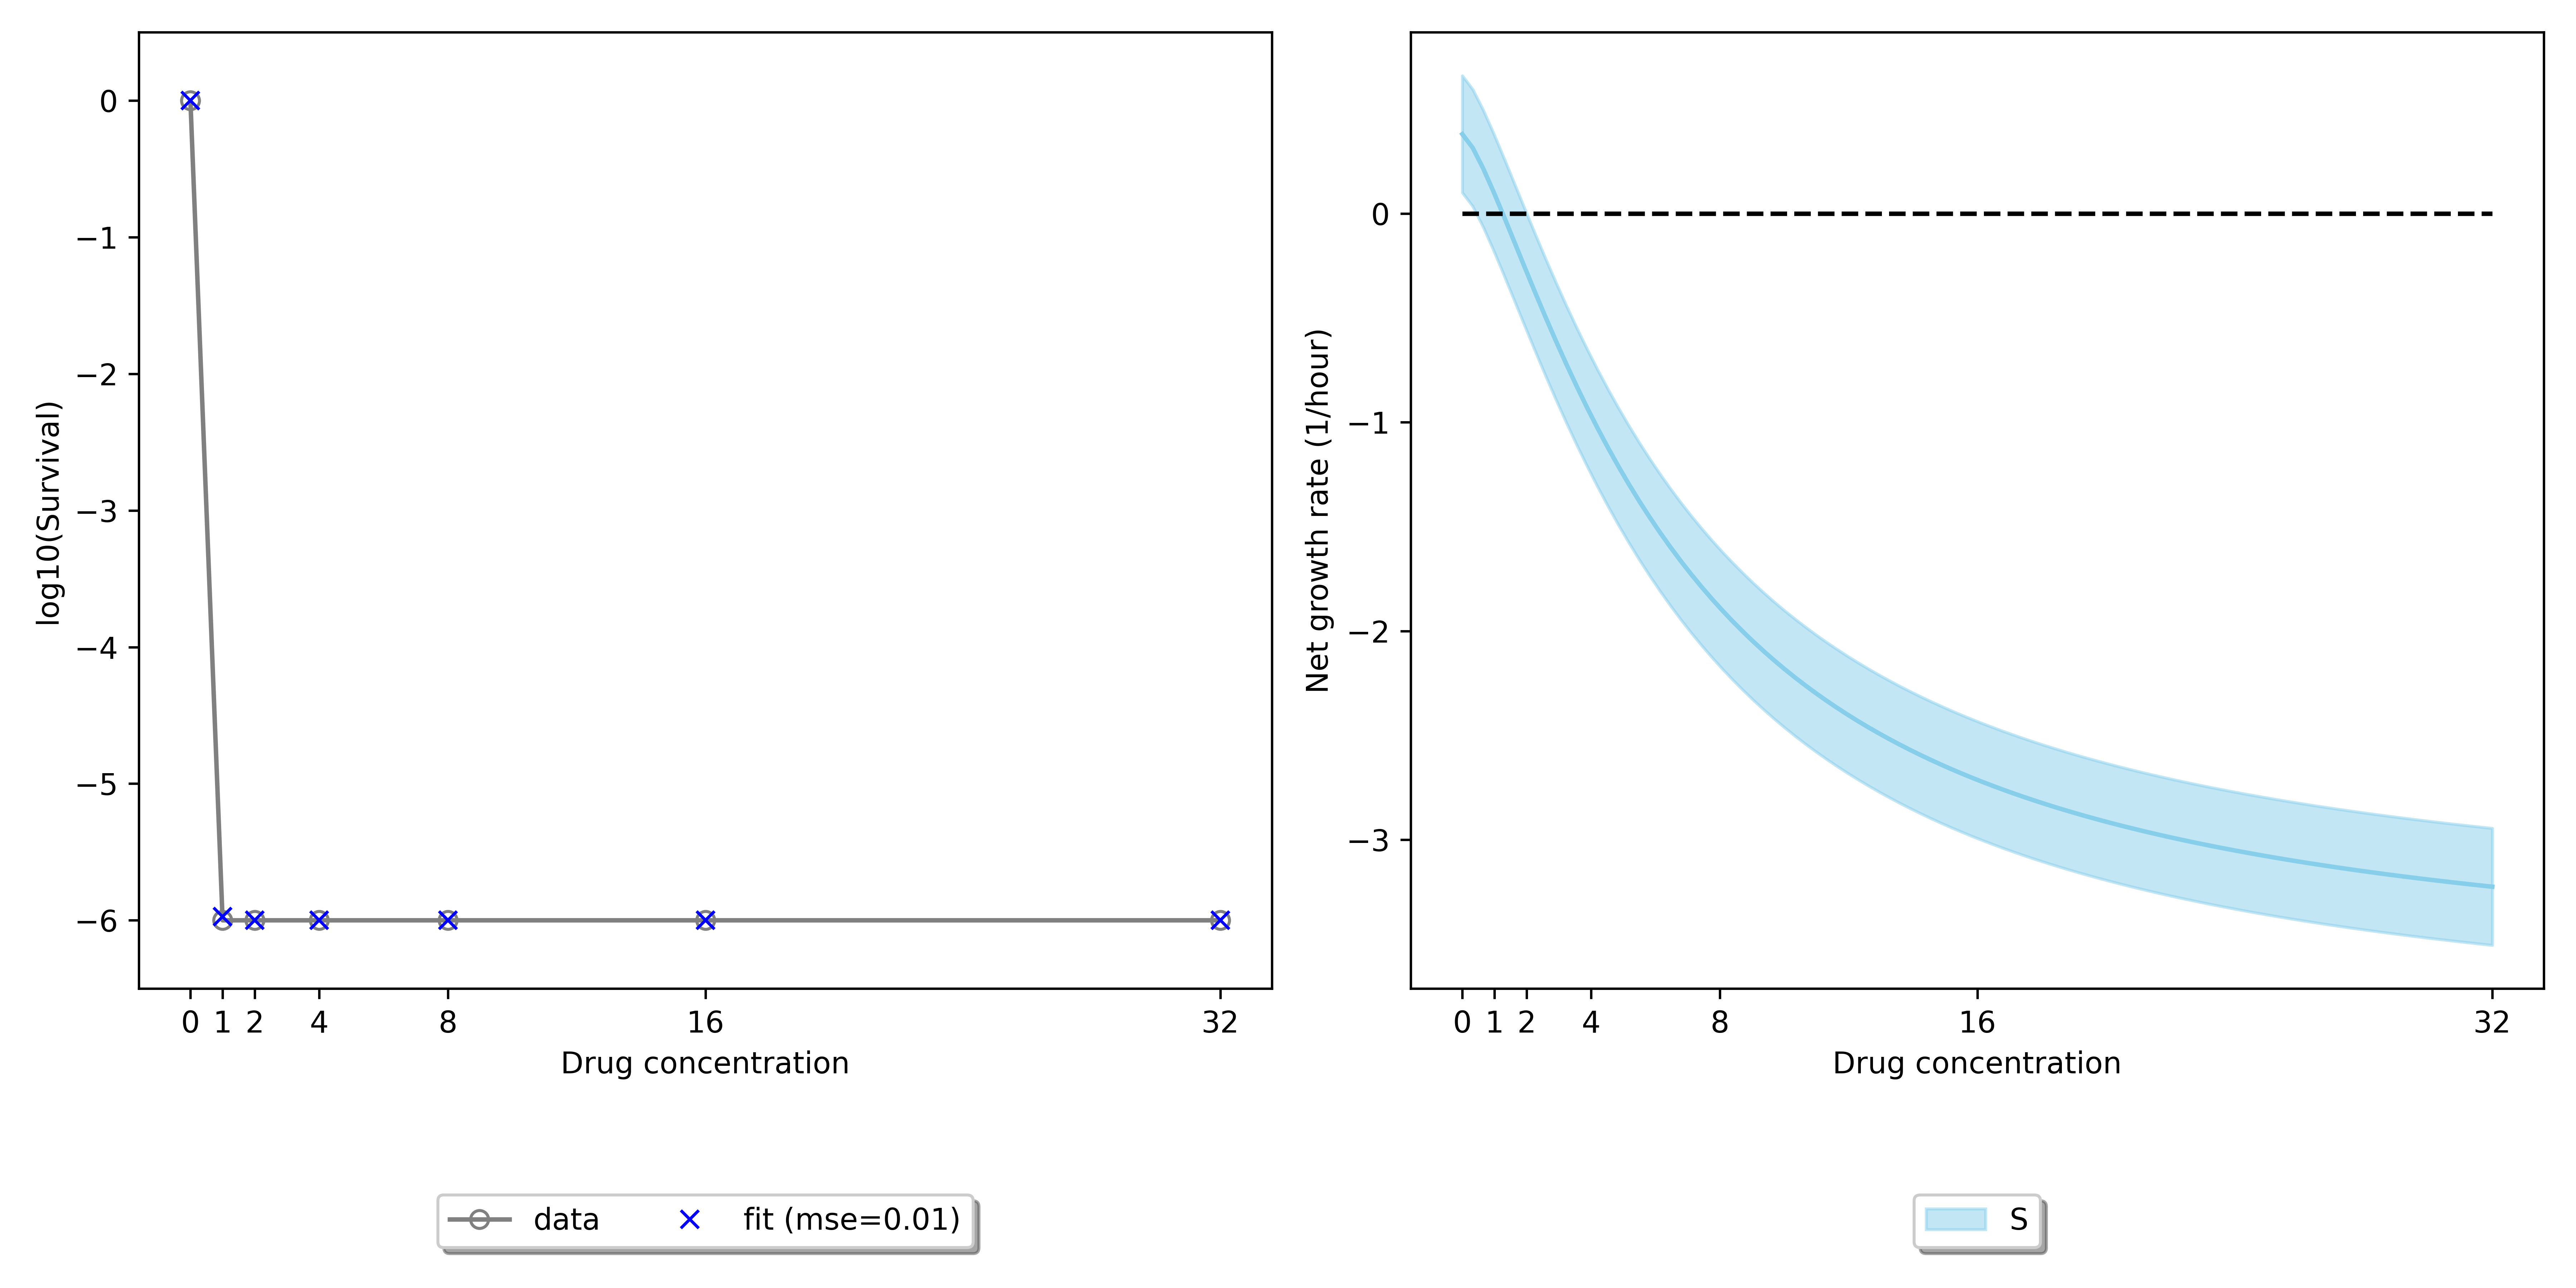 log10(Survival)
0
−1
−2
−3
−4
−5
−6
0 1 2 4 8 16 32
Drug concentration
data fit (mse=0.01)
Net growth rate (1/hour)
0
−1
−2
−3
0 1 2 4 8 16 32
Drug concentration
S